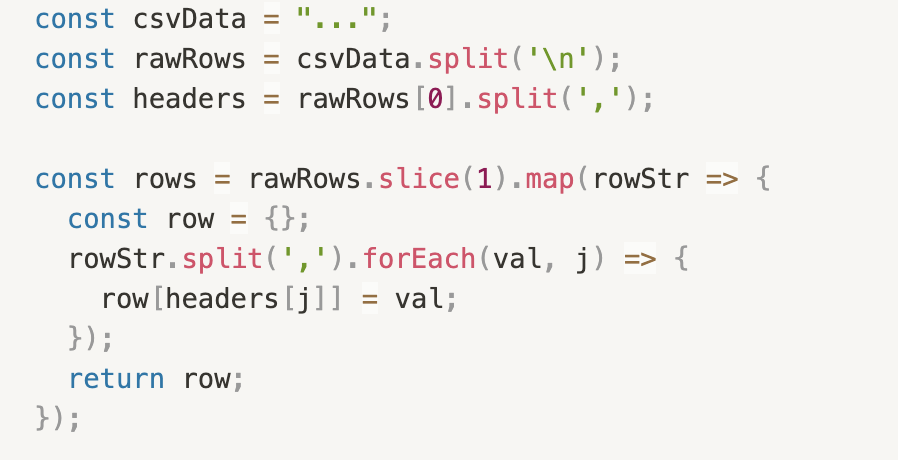 const csvData = "...";
const rawRows = csvData.split('\n');
const headers = rawRows[0].split(',');
const rows = rawRows.slice(1).map(rowStr => {
  const row = {};
  rowStr.split(',').forEach(val, j) => {
    row[headers[j]] = val;
  });
  return row;
});